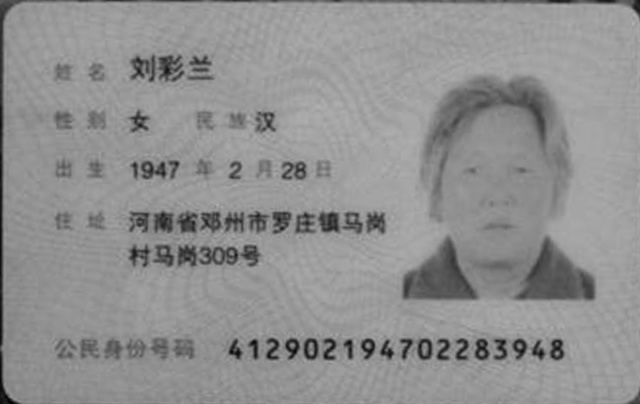 姓名 刘彩兰
性别 女 民族 汉
出生 1947 年 2 月 28 日
住址 河南省邓州市罗庄镇马岗
村马岗309号
公民身份号码 412902194702283948